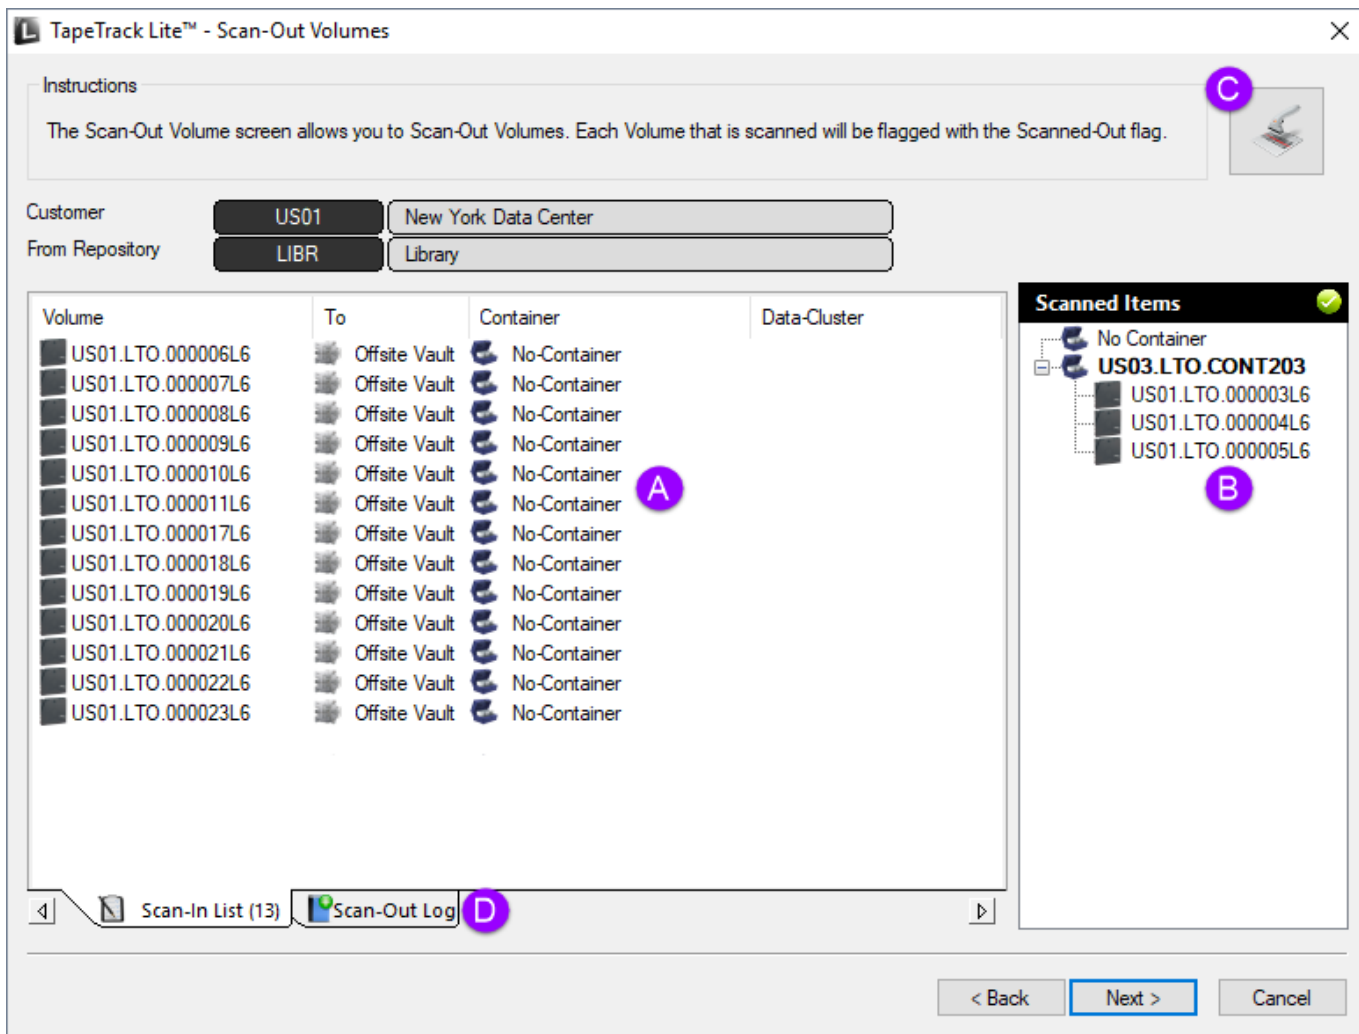 TapeTrack Lite™ - Scan-Out Volumes
Instructions
C
The Scan-Out Volume screen allows you to Scan-Out Volumes. Each Volume that is scanned will be flagged with the Scanned-Out flag.
Customer US01 New York Data Center
From Repository LIBR Library
Volume To Container Data-Cluster
US01.LTO.000006L6 Offsite Vault No-Container
US01.LTO.000007L6 Offsite Vault No-Container
US01.LTO.000008L6 Offsite Vault No-Container
US01.LTO.000009L6 Offsite Vault No-Container
US01.LTO.000010L6 Offsite Vault No-Container
A
US01.LTO.000011L6 Offsite Vault No-Container
US01.LTO.000017L6 Offsite Vault No-Container
US01.LTO.000018L6 Offsite Vault No-Container
US01.LTO.000019L6 Offsite Vault No-Container
US01.LTO.000020L6 Offsite Vault No-Container
US01.LTO.000021L6 Offsite Vault No-Container
US01.LTO.000022L6 Offsite Vault No-Container
US01.LTO.000023L6 Offsite Vault No-Container
Scanned Items
No Container
US03.LTO.CONT203
US01.LTO.000003L6
US01.LTO.000004L6
US01.LTO.000005L6
B
Scan-In List (13) Scan-Out Log D
< Back Next > Cancel